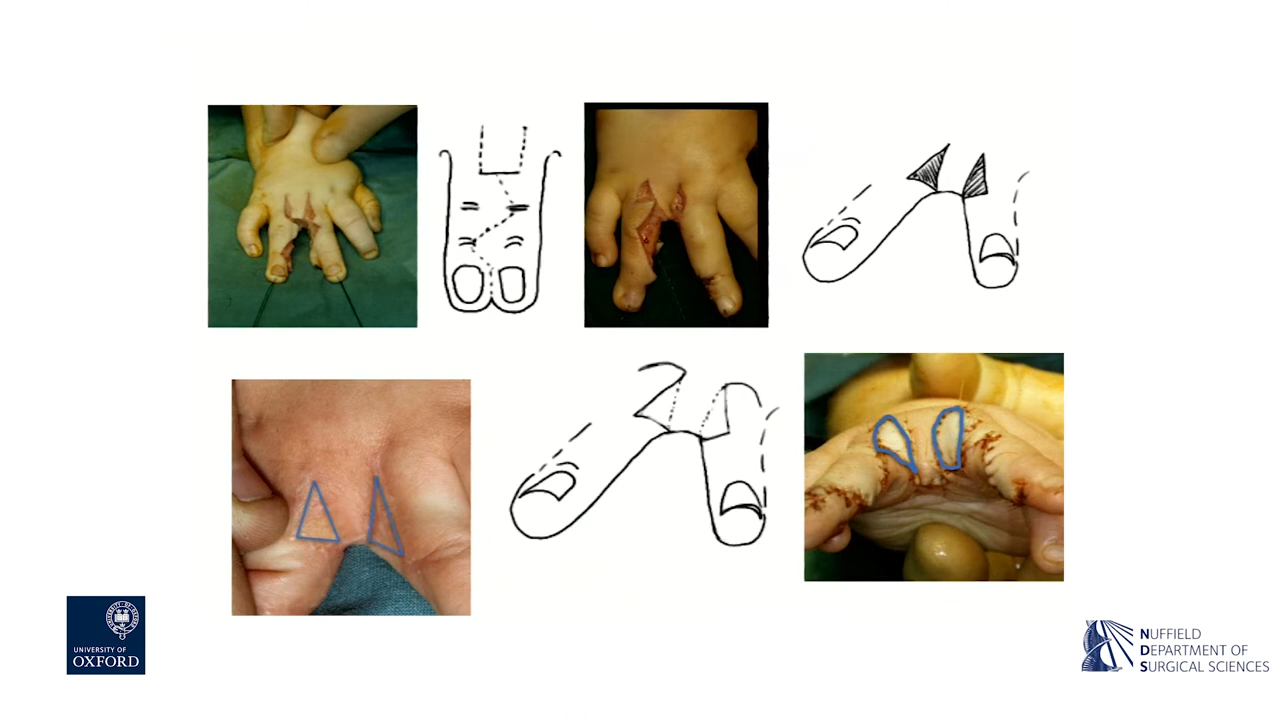 UNIVERSITY OF
OXFORD
NUFFIELD
DEPARTMENT OF
SURGICAL SCIENCES